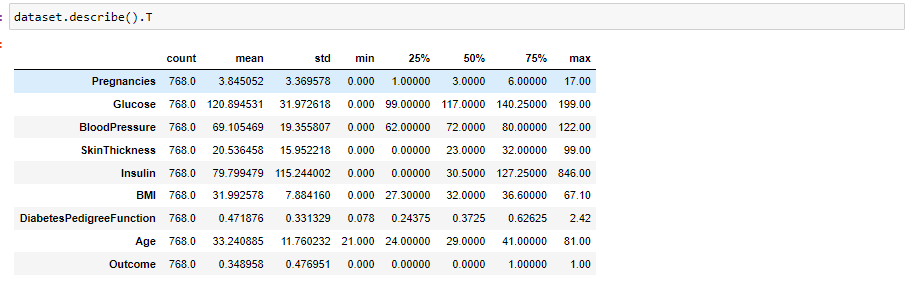 dataset.describe().T
count mean std min 25% 50% 75% max
Pregnancies 768.0 3.845052 3.369578 0.000 1.00000 3.0000 6.00000 17.00
Glucose 768.0 120.894531 31.972618 0.000 99.00000 117.0000 140.25000 199.00
BloodPressure 768.0 69.105469 19.355807 0.000 62.00000 72.0000 80.00000 122.00
SkinThickness 768.0 20.536458 15.952218 0.000 0.00000 23.0000 32.00000 99.00
Insulin 768.0 79.799479 115.244002 0.000 0.00000 30.5000 127.25000 846.00
BMI 768.0 31.992578 7.884160 0.000 27.30000 32.0000 36.60000 67.10
DiabetesPedigreeFunction 768.0 0.471876 0.331329 0.078 0.24375 0.3725 0.62625 2.42
Age 768.0 33.240885 11.760232 21.000 24.00000 29.0000 41.00000 81.00
Outcome 768.0 0.348958 0.476951 0.000 0.00000 0.0000 1.00000 1.00